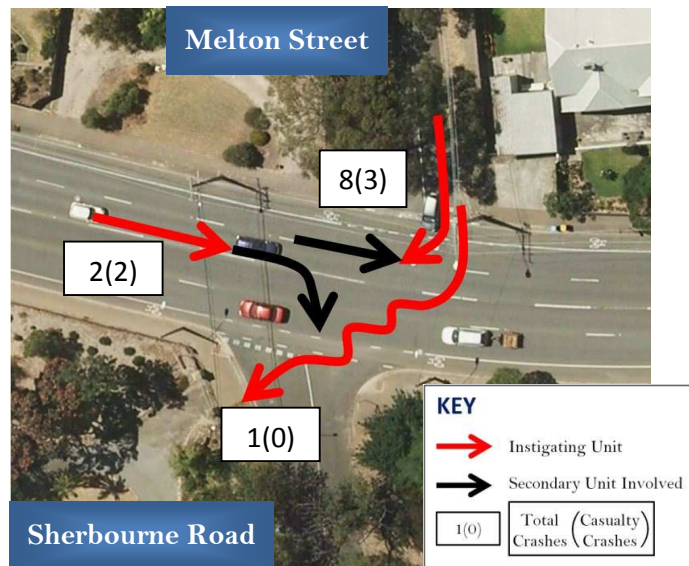 Melton Street
8(3)
2(2)
1(0)
Sherbourne Road
KEY
Instigating Unit
Secondary Unit Involved
1(0)
Total (Casualty)
Crashes (Crashes)